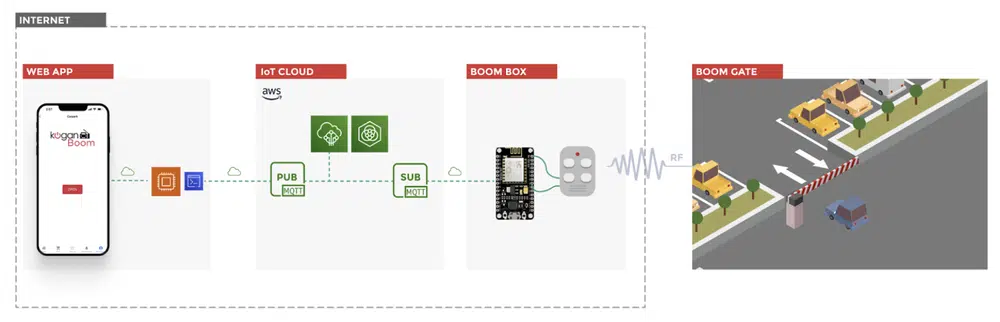 INTERNET
WEB APP
IoT CLOUD
BOOM BOX
BOOM GATE
aws
kogan
Boom
PUB
MQTT
SUB
MQTT
RF